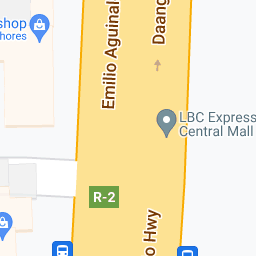 shop
hores
Emilio Aguinal
Daang
LBC Express
Central Mall
R-2
o Hwy